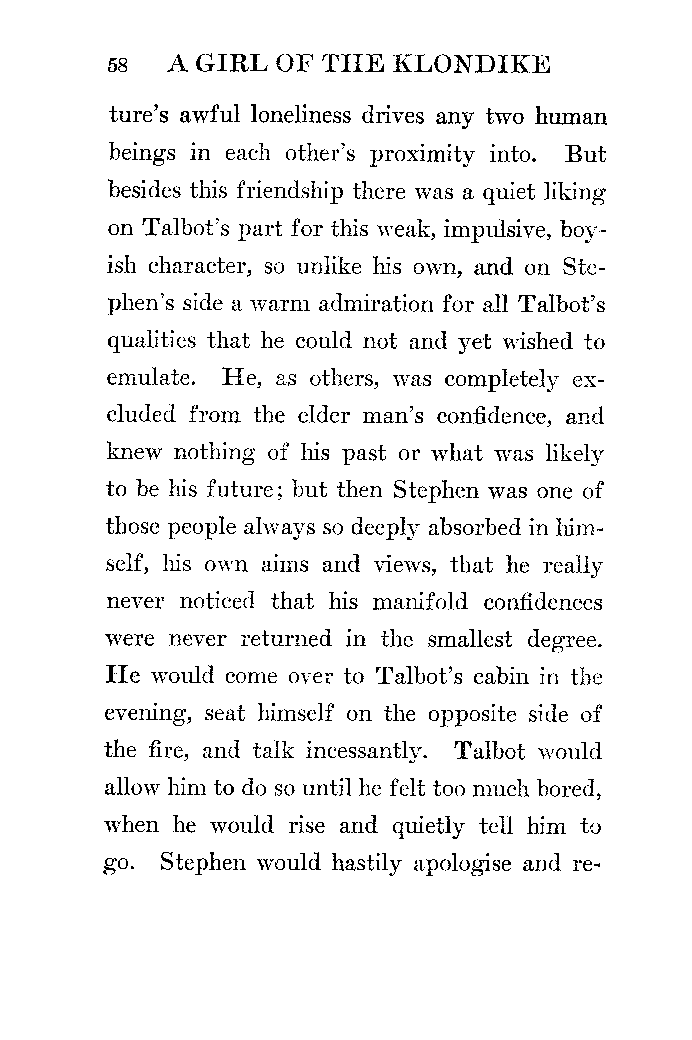 58 A GIRL OF THE KLONDIKE
ture's awful loneliness drives any two human
beings in each other's proximity into. But
besides this friendship there was a quiet liking
on Talbot's part for this weak, impulsive, boy-
ish character, so unlike his own, and on Ste-
phen's side a warm admiration for all Talbot's
qualities that he could not and yet wished to
emulate. He, as others, was completely ex-
cluded from the elder man's confidence, and
knew nothing of his past or what was likely
to be his future; but then Stephen was one of
those people always so deeply absorbed in him-
self, his own aims and views, that he really
never noticed that his manifold confidences
were never returned in the smallest degree.
He would come over to Talbot's cabin in the
evening, seat himself on the opposite side of
the fire, and talk incessantly. Talbot would
allow him to do so until he felt too much bored,
when he would rise and quietly tell him to
go. Stephen would hastily apologise and re-